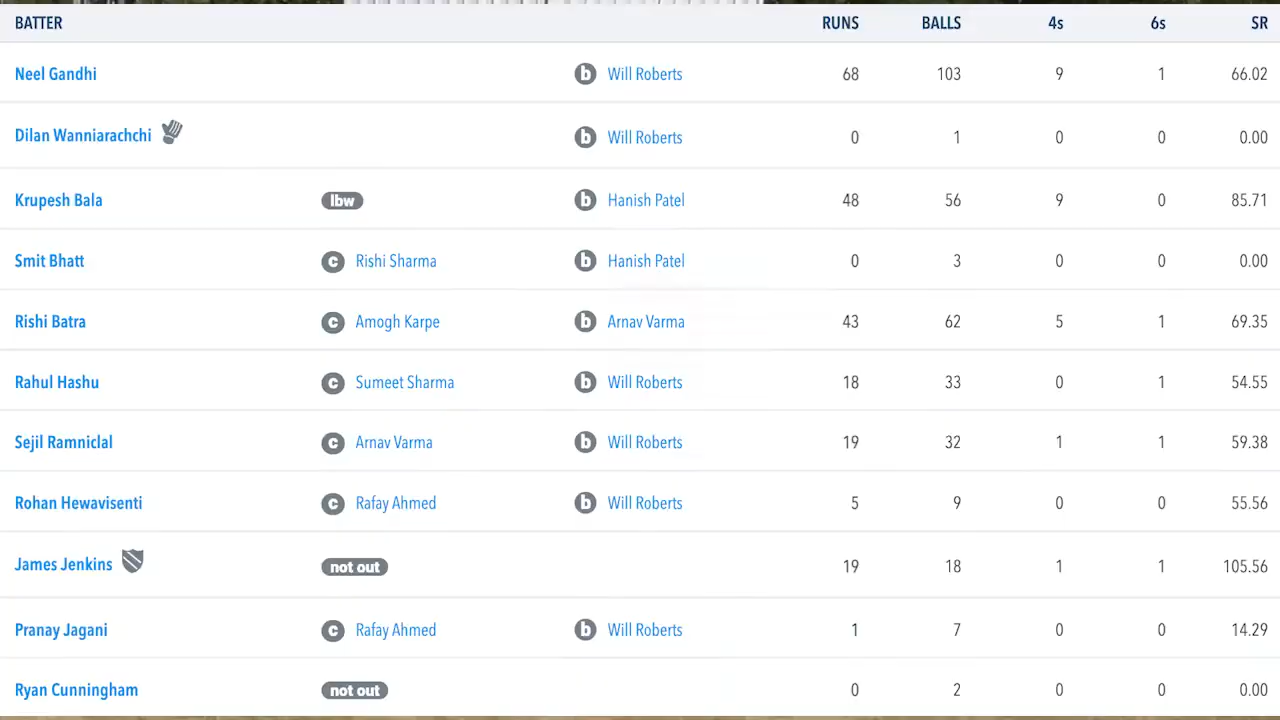 BATTER RUNS BALLS 4s 6s SR
Neel Gandhi b Will Roberts 68 103 9 1 66.02
Dilan Wanniarachchi b Will Roberts 0 1 0 0 0.00
Krupesh Bala lbw b Hanish Patel 48 56 9 0 85.71
Smit Bhatt c Rishi Sharma b Hanish Patel 0 3 0 0 0.00
Rishi Batra c Amogh Karpe b Arnav Varma 43 62 5 1 69.35
Rahul Hashu c Sumeet Sharma b Will Roberts 18 33 0 1 54.55
Sejil Ramniclal c Arnav Varma b Will Roberts 19 32 1 1 59.38
Rohan Hewavisenti c Rafay Ahmed b Will Roberts 5 9 0 0 55.56
James Jenkins not out 19 18 1 1 105.56
Pranay Jagani c Rafay Ahmed b Will Roberts 1 7 0 0 14.29
Ryan Cunningham not out 0 2 0 0 0.00